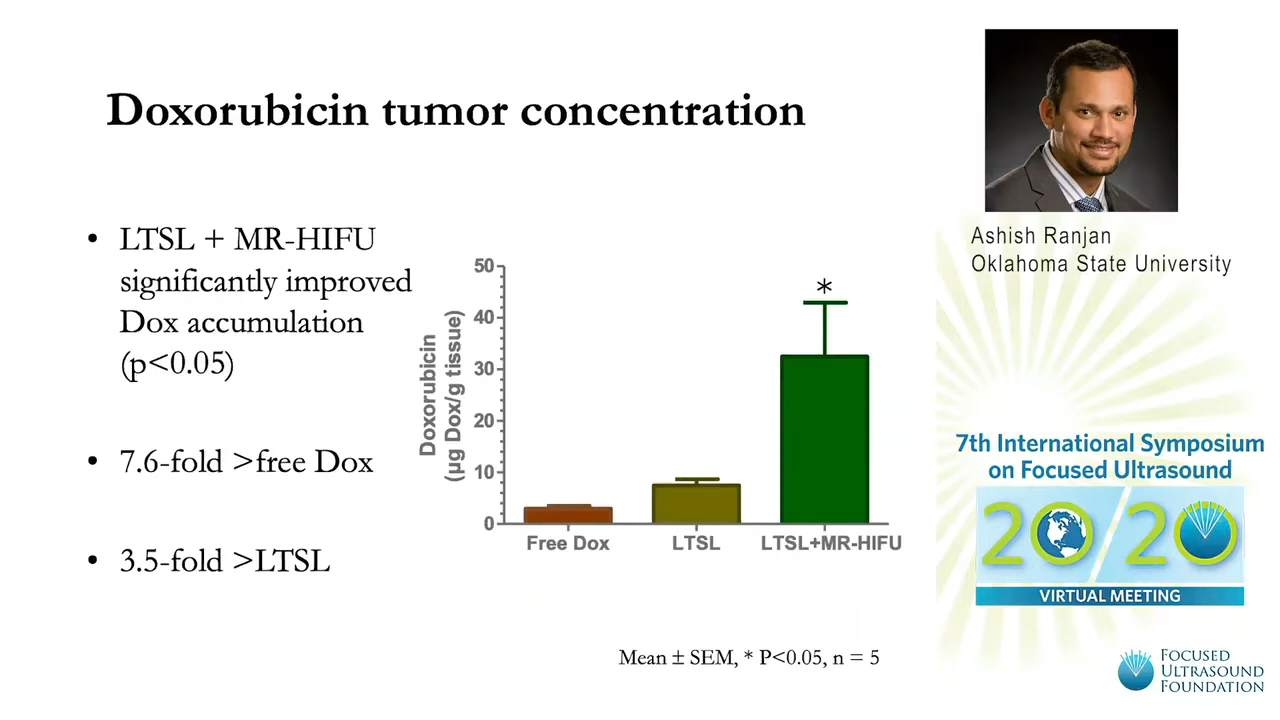 Doxorubicin tumor concentration
• LTSL + MR-HIFU
significantly improved
Dox accumulation
(p<0.05)
• 7.6-fold >free Dox
• 3.5-fold >LTSL
Doxorubicin
(µg Dox/g tissue)
50
40
30
20
10
0
*
Free Dox
LTSL
LTSL+MR-HIFU
Mean ± SEM, * P<0.05, n = 5
Ashish Ranjan
Oklahoma State University
7th International Symposium
on Focused Ultrasound
20/20
VIRTUAL MEETING
FOCUSED
ULTRASOUND
FOUNDATION